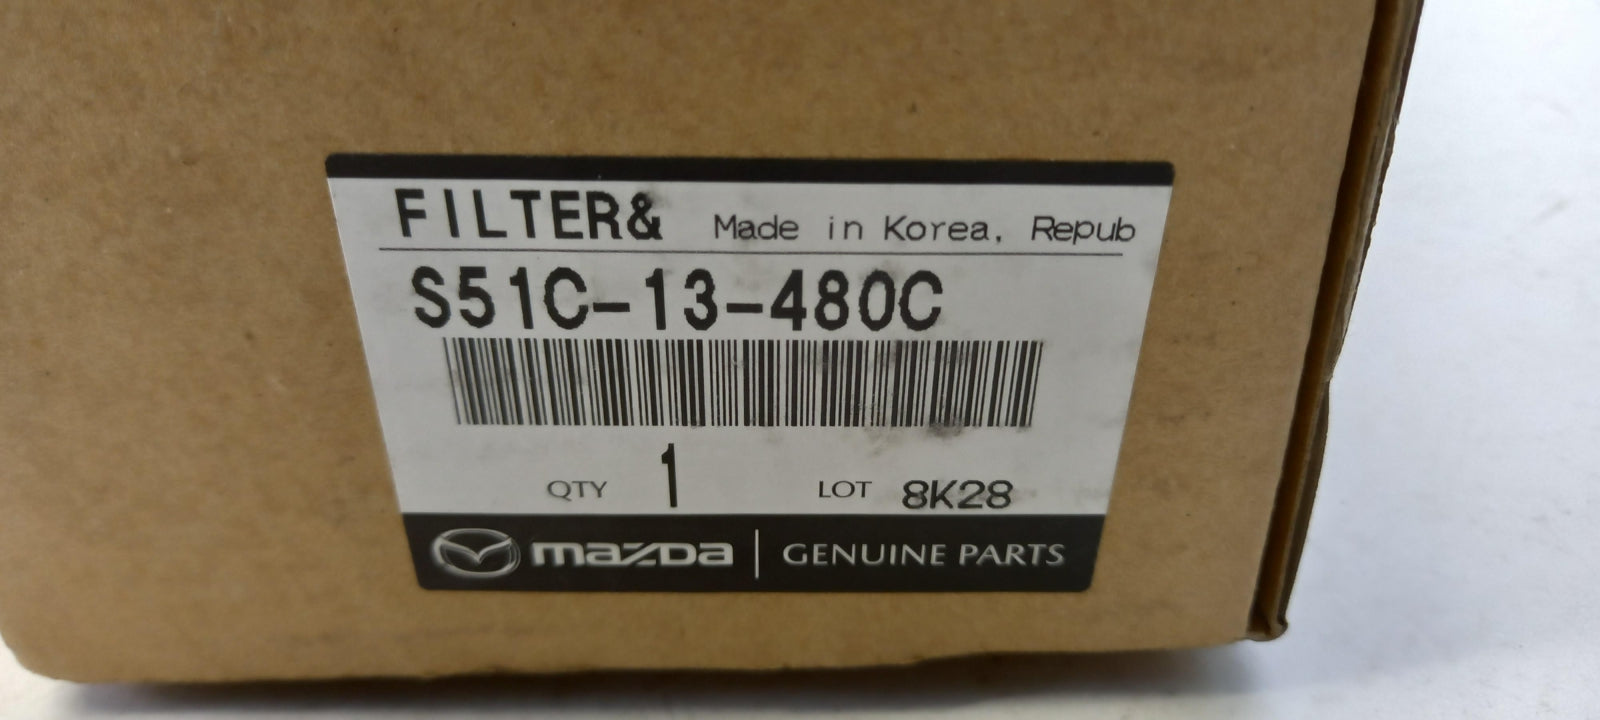 FILTER& Made in Korea, Repub
S51C-13-480C
QTY 1 LOT 8K28
mazda | GENUINE PARTS